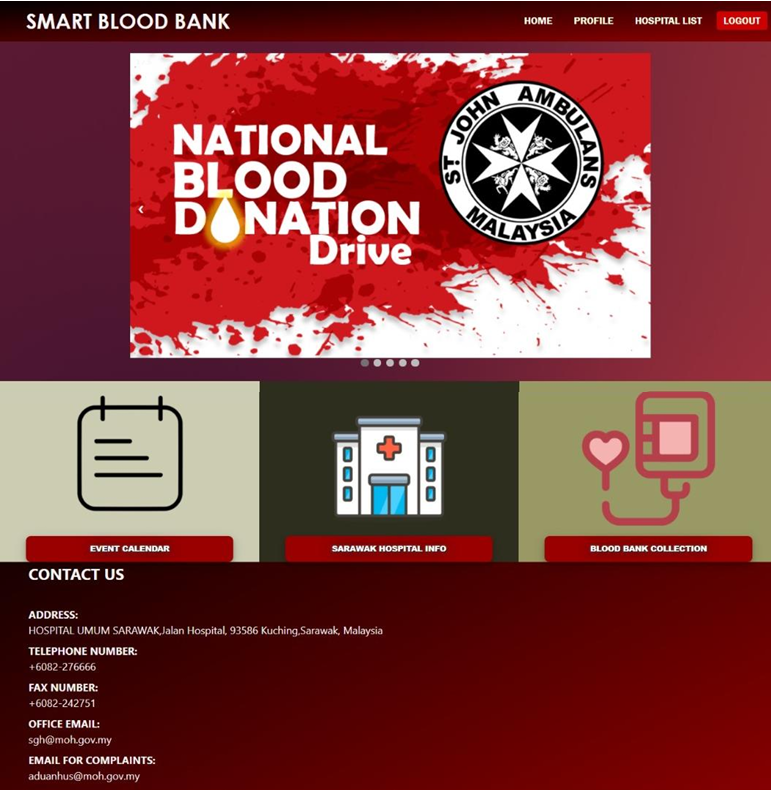 SMART BLOOD BANK
HOME PROFILE HOSPITAL LIST LOGOUT
NATIONAL
BLOOD
DONATION
Drive
ST JOHN AMBULANS
MALAYSIA
EVENT CALENDAR
SARAWAK HOSPITAL INFO
BLOOD BANK COLLECTION
CONTACT US
ADDRESS:
HOSPITAL UMUM SARAWAK,Jalan Hospital, 93586 Kuching,Sarawak, Malaysia
TELEPHONE NUMBER:
+6082-276666
FAX NUMBER:
+6082-242751
OFFICE EMAIL:
sgh@moh.gov.my
EMAIL FOR COMPLAINTS:
aduanhus@moh.gov.my